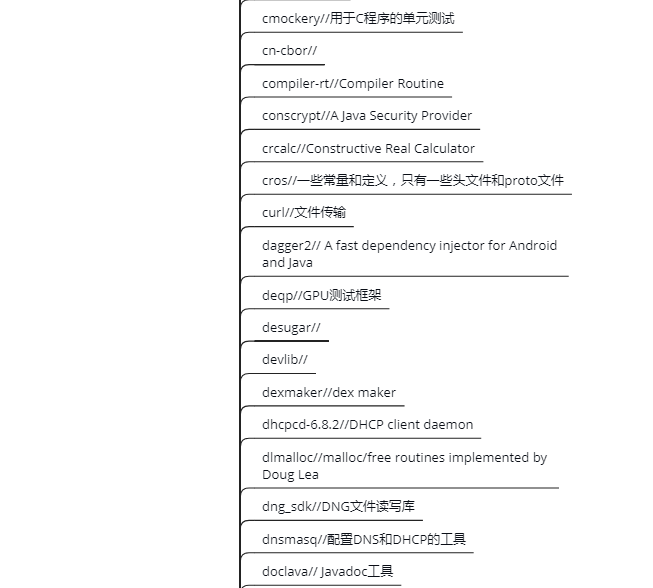 cmockery//用于C程序的单元测试
cn-cbor//
compiler-rt//Compiler Routine
conscrypt//A Java Security Provider
crcalc//Constructive Real Calculator
cros//一些常量和定义，只有一些头文件和proto文件
curl//文件传输
dagger2// A fast dependency injector for Android
and Java
deqp//GPU测试框架
desugar//
devlib//
dexmaker//dex maker
dhcpcd-6.8.2//DHCP client daemon
dlmalloc//malloc/free routines implemented by
Doug Lea
dng_sdk//DNG文件读写库
dnsmasq//配置DNS和DHCP的工具
doclava// Javadoc工具